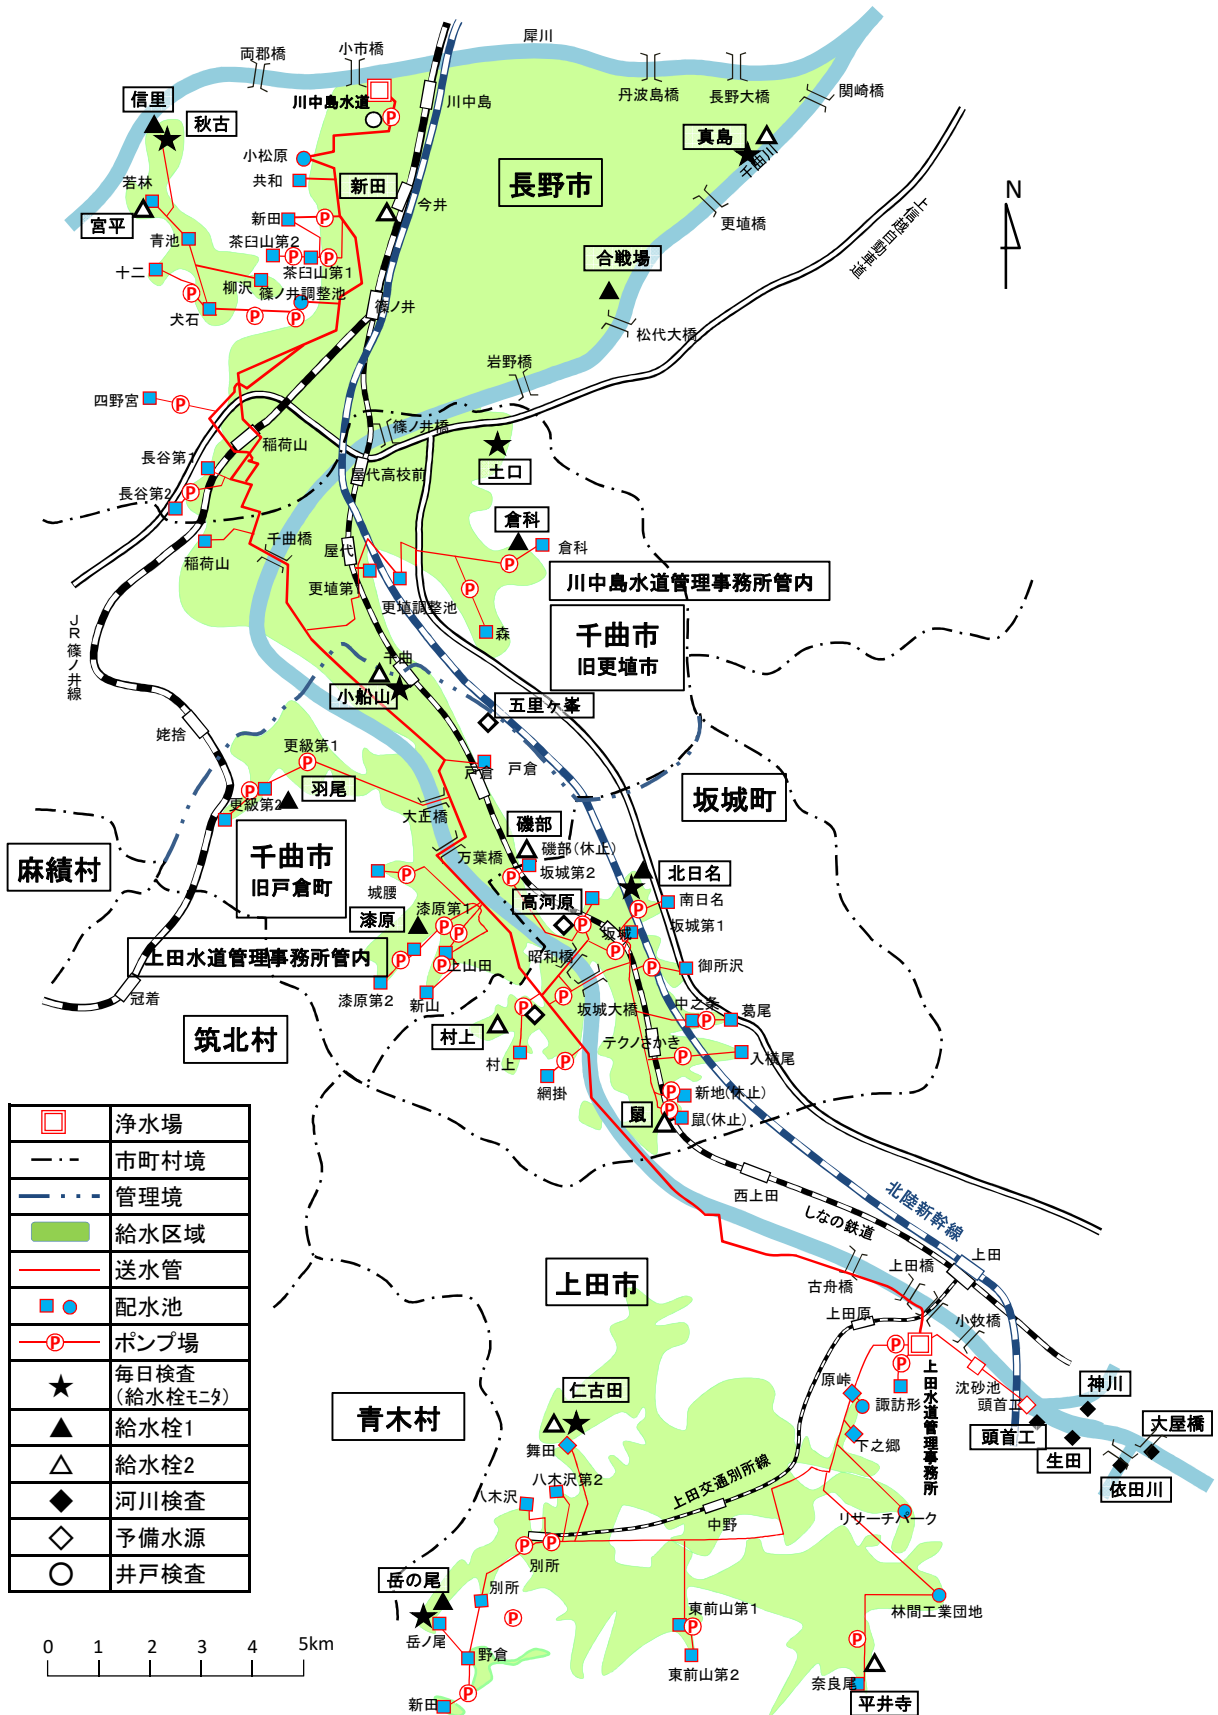 犀川
両郡橋
小市橋
丹波島橋
長野大橋
関崎橋
信里
秋古
川中島水道
P
川中島
真島
千曲川
小松原
共和
若林
新田
今井
長野市
宮平
新田
P
更埴橋
上信越自動車道
N
青池
茶臼山第2
P
P
茶臼山第1
合戦場
十二
柳沢
篠ノ井調整池
P
篠ノ井
犬石
P
P
松代大橋
岩野橋
四野宮
P
篠ノ井橋
稲荷山
長谷第1
屋代高校前
土口
長谷第2
P
倉科
千曲橋
屋代
倉科
稲荷山
P
更埴第1
更埴調整池
P
川中島水道管理事務所管内
千曲市
旧更埴市
森
JR篠ノ井線
千曲
小船山
五里ヶ峯
姥捨
更級第1
P
戸倉
戸倉
坂城町
羽尾
P
更級第2
大正橋
磯部
磯部(休止)
麻績村
千曲市
旧戸倉町
万葉橋
坂城第2
P
北日名
城腰
P
高河原
南日名
漆原
漆原第1
P
P
P
P
坂城
坂城第1
上田水道管理事務所管内
P
P
上山田
昭和橋
P
P
御所沢
冠着
漆原第2
新山
坂城大橋
中之条
葛尾
P
筑北村
村上
P
P
テクノさかき
P
入横尾
村上
P
網掛
P
新地(休止)
鼠
P
鼠(休止)
浄水場
市町村境
管理境
給水区域
送水管
配水池
P
ポンプ場
毎日検査
(給水栓モニタ)
給水栓1
給水栓2
河川検査
予備水源
井戸検査
0 1 2 3 4 5km
西上田
しなの鉄道
北陸新幹線
上田
上田市
古舟橋
上田橋
上田原
小牧橋
P
P
上田水道管理事務所
沈砂池
頭首工
神川
大屋橋
頭首工
生田
依田川
原峠
諏訪形
下之郷
青木村
仁古田
舞田
八木沢第2
八木沢
上田交通別所線
中野
リサーチパーク
P
P
別所
岳の尾
別所
P
岳ノ尾
野倉
P
新田
東前山第1
P
東前山第2
林間工業団地
P
奈良尾
平井寺